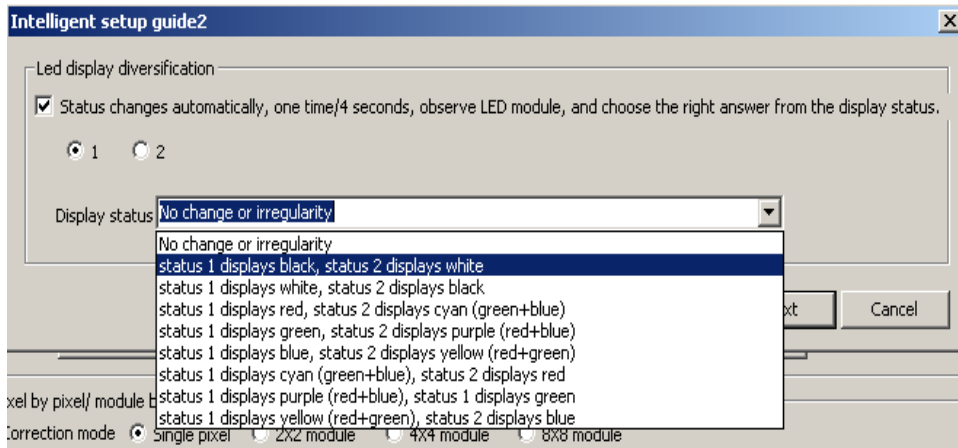 Intelligent setup guide2
Led display diversification
Status changes automatically, one time/4 seconds, observe LED module, and choose the right answer from the display status.
1 2
Display status No change or irregularity
No change or irregularity
status 1 displays black, status 2 displays white
status 1 displays white, status 2 displays black
status 1 displays red, status 2 displays cyan (green+blue)
status 1 displays green, status 2 displays purple (red+blue)
status 1 displays blue, status 2 displays yellow (red+green)
status 1 displays cyan (green+blue), status 2 displays red
status 1 displays purple (red+blue), status 1 displays green
status 1 displays yellow (red+green), status 2 displays blue
xt Cancel
xel by pixel/ module b
Correction mode Single pixel 2x2 module 4x4 module 8x8 module